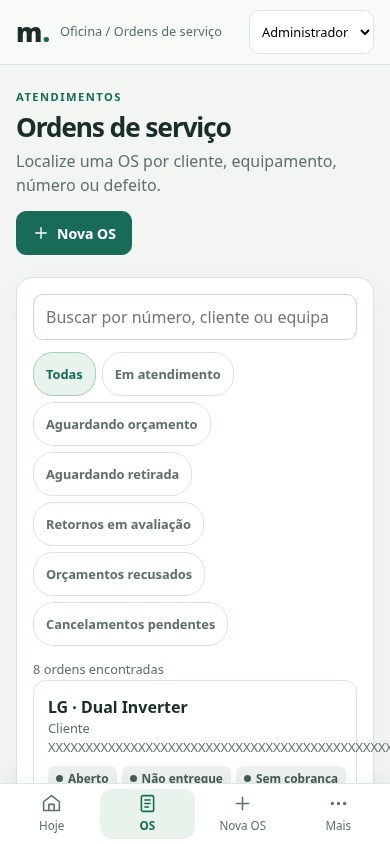 m. Oficina / Ordens de serviço Administrador
ATENDIMENTOS
Ordens de serviço
Localize uma OS por cliente, equipamento,
número ou defeito.
Nova OS
Buscar por número, cliente ou equipa
Todas Em atendimento
Aguardando orçamento
Aguardando retirada
Retornos em avaliação
Orçamentos recusados
Cancelamentos pendentes
8 ordens encontradas
LG · Dual Inverter
Cliente
XXXXXXXXXXXXXXXXXXXXXXXXXXXXXXXXXXXXXXXXXXXXXX
Aberto Não entregue Sem cobrança
Hoje OS Nova OS Mais